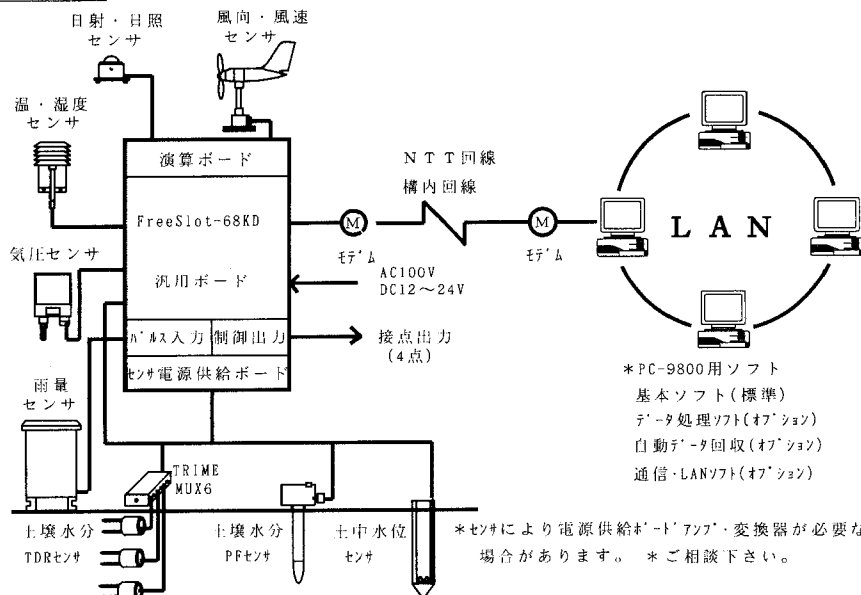 日射・日照
センサ
風向・風速
センサ
温・湿度
センサ
演算ボード
FreeSlot-68KD
NTT回線
構内回線
M
モデム
M
モデム
LAN
気圧センサ
汎用ボード
AC100V
DC12～24V
パルス入力
制御出力
接点出力
(4点)
センサ電源供給ボード
雨量
センサ
*PC-9800用ソフト
基本ソフト(標準)
データ処理ソフト(オプション)
自動データ回収(オプション)
通信・LANソフト(オプション)
TRIME
MUX6
土壌水分
TDRセンサ
土壌水分
PFセンサ
土中水位
センサ
*センサにより電源供給ボードアンプ・変換器が必要な
場合があります。 *ご相談下さい。